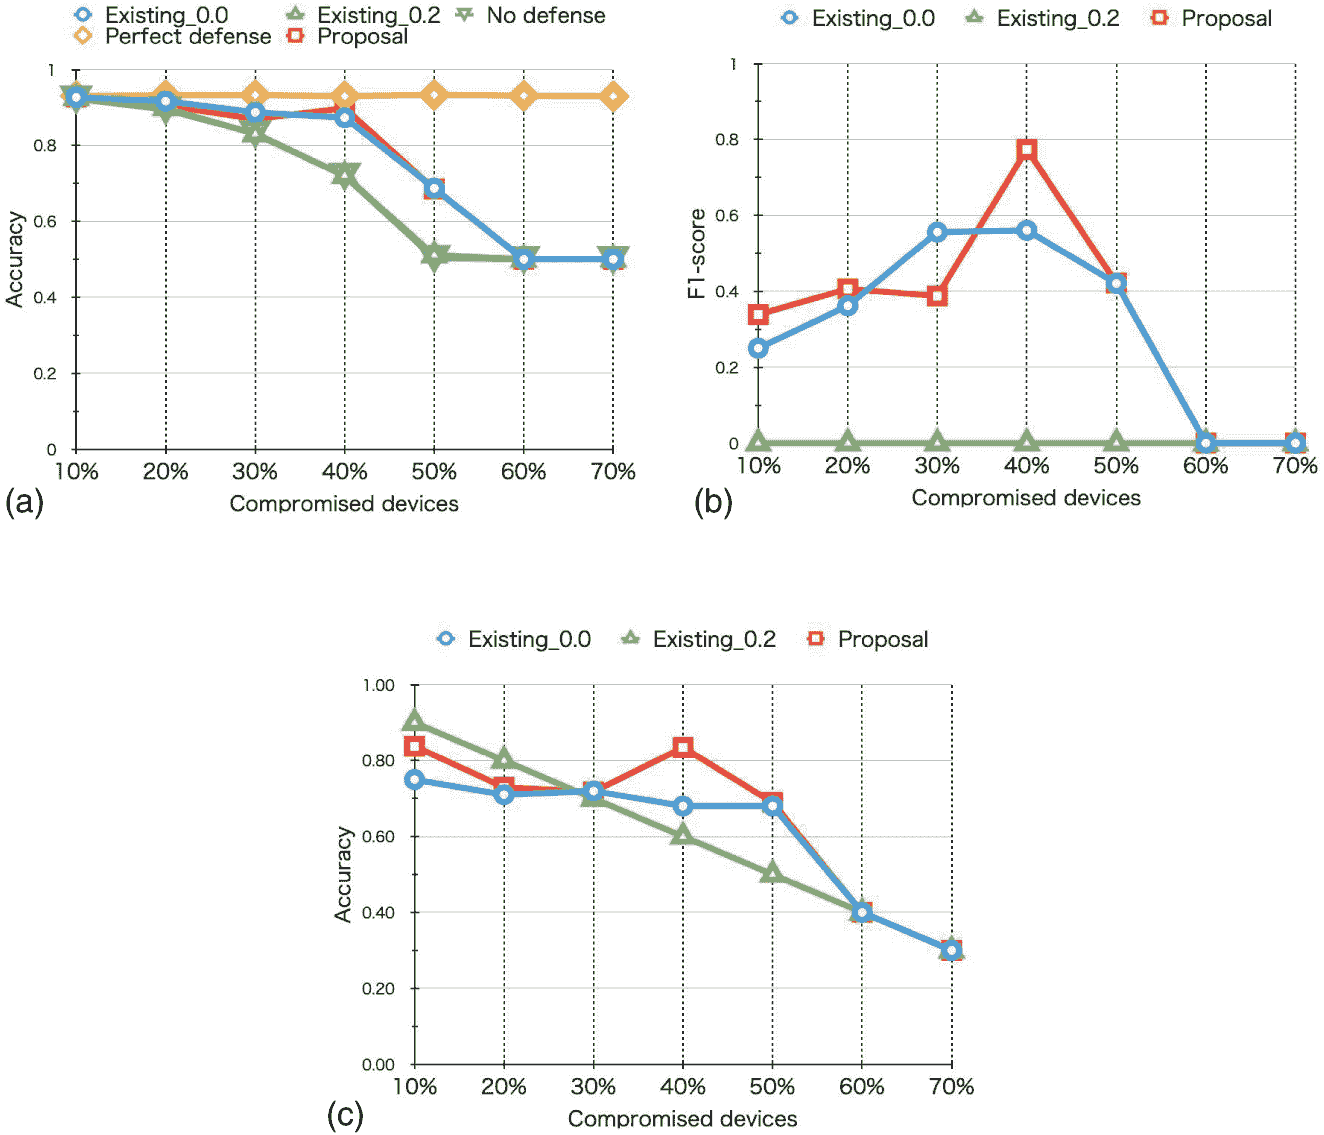 Existing_0.0 Existing_0.2 No defense
Perfect defense Proposal
1
0.8
0.6
0.4
0.2
0
Accuracy
10% 20% 30% 40% 50% 60% 70%
Compromised devices
(a)
Existing_0.0 Existing_0.2 Proposal
1
0.8
0.6
0.4
0.2
0
F1-score
10% 20% 30% 40% 50% 60% 70%
Compromised devices
(b)
Existing_0.0 Existing_0.2 Proposal
1.00
0.80
0.60
0.40
0.20
0.00
Accuracy
10% 20% 30% 40% 50% 60% 70%
Compromised devices
(c)